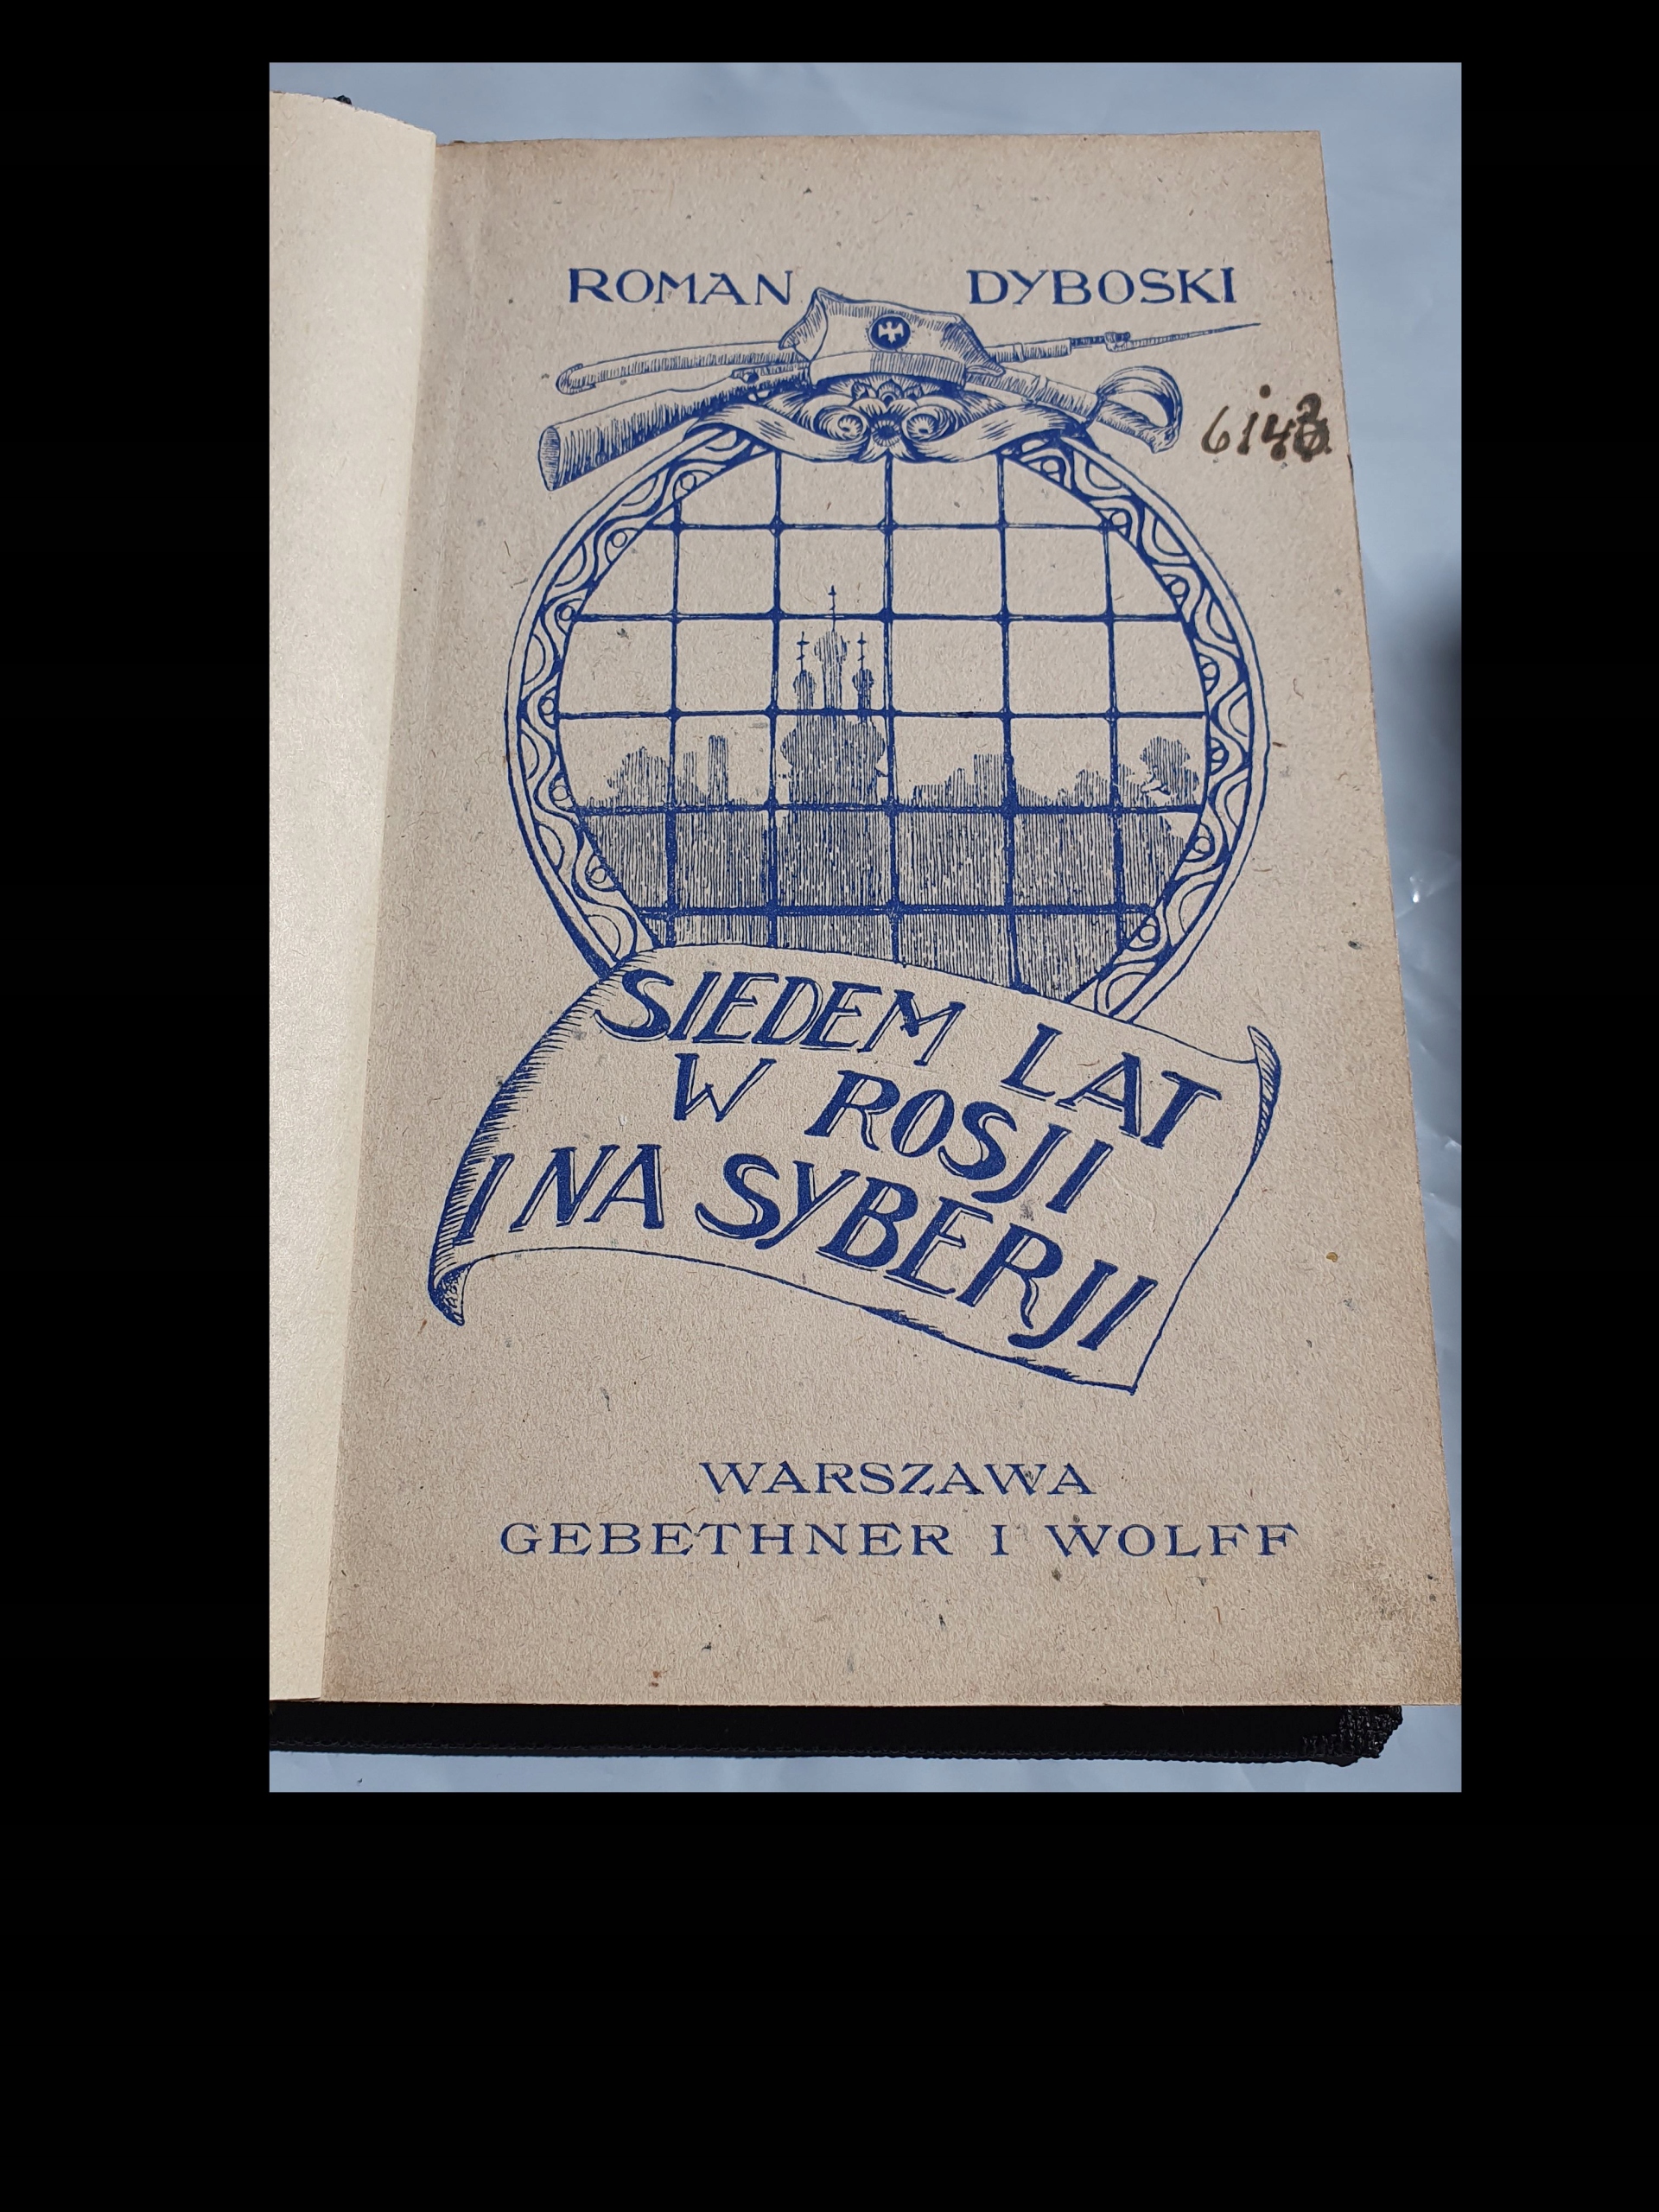 ROMAN DYBOSKI
SIEDEM LAT
W ROSJI
I NA SYBERJI
WARSZAWA
GEBETHNER I WOLFF